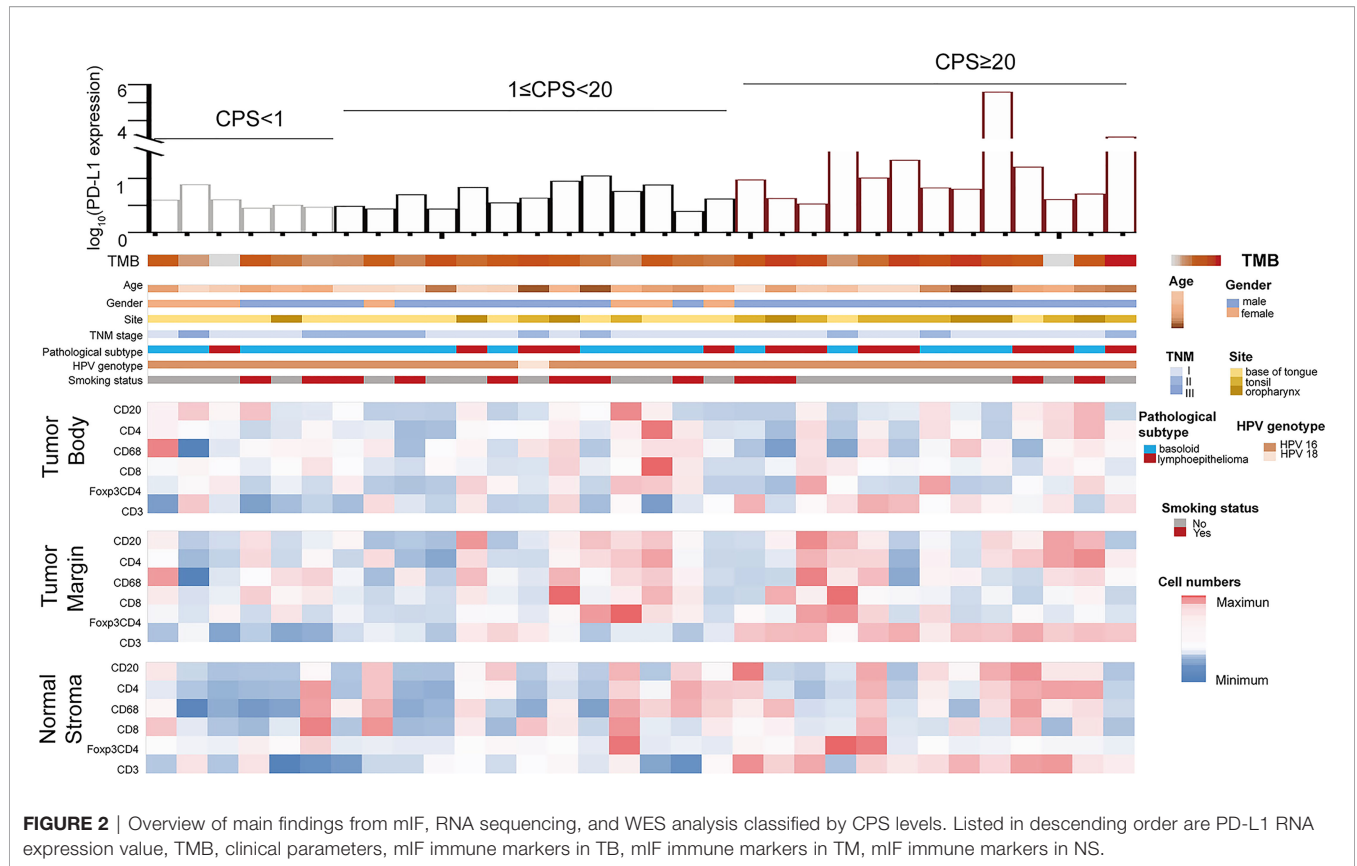 CPS<1
1≤CPS<20
CPS≥20
log10(PD-L1 expression)
6
4
1
0
TMB
Age
Gender
Site
TNM stage
Pathological subtype
HPV genotype
Smoking status
Tumor Body
CD20
CD4
CD68
CD8
Foxp3CD4
CD3
Tumor Margin
CD20
CD4
CD68
CD8
Foxp3CD4
CD3
Normal Stroma
CD20
CD4
CD68
CD8
Foxp3CD4
CD3
TMB
Age
Gender
male
female
TNM
I
II
III
Site
base of tongue
tonsil
oropharynx
Pathological subtype
basoloid
lymphoepithelioma
HPV genotype
HPV 16
HPV 18
Smoking status
No
Yes
Cell numbers
Maximun
Minimum
FIGURE 2 | Overview of main findings from mIF, RNA sequencing, and WES analysis classified by CPS levels. Listed in descending order are PD-L1 RNA
expression value, TMB, clinical parameters, mIF immune markers in TB, mIF immune markers in TM, mIF immune markers in NS.